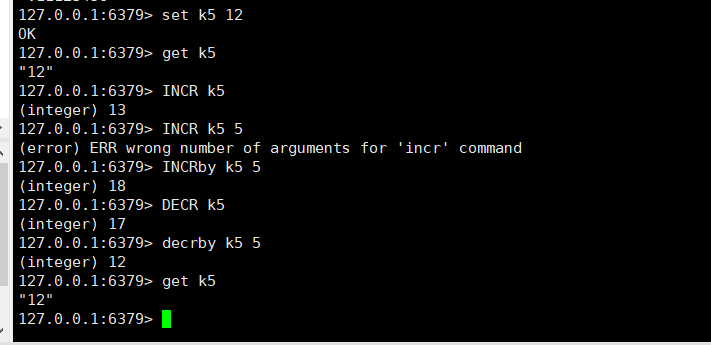 127.0.0.1:6379> set k5 12
OK
127.0.0.1:6379> get k5
"12"
127.0.0.1:6379> INCR k5
(integer) 13
127.0.0.1:6379> INCR k5 5
(error) ERR wrong number of arguments for 'incr' command
127.0.0.1:6379> INCRby k5 5
(integer) 18
127.0.0.1:6379> DECR k5
(integer) 17
127.0.0.1:6379> decrby k5 5
(integer) 12
127.0.0.1:6379> get k5
"12"
127.0.0.1:6379>